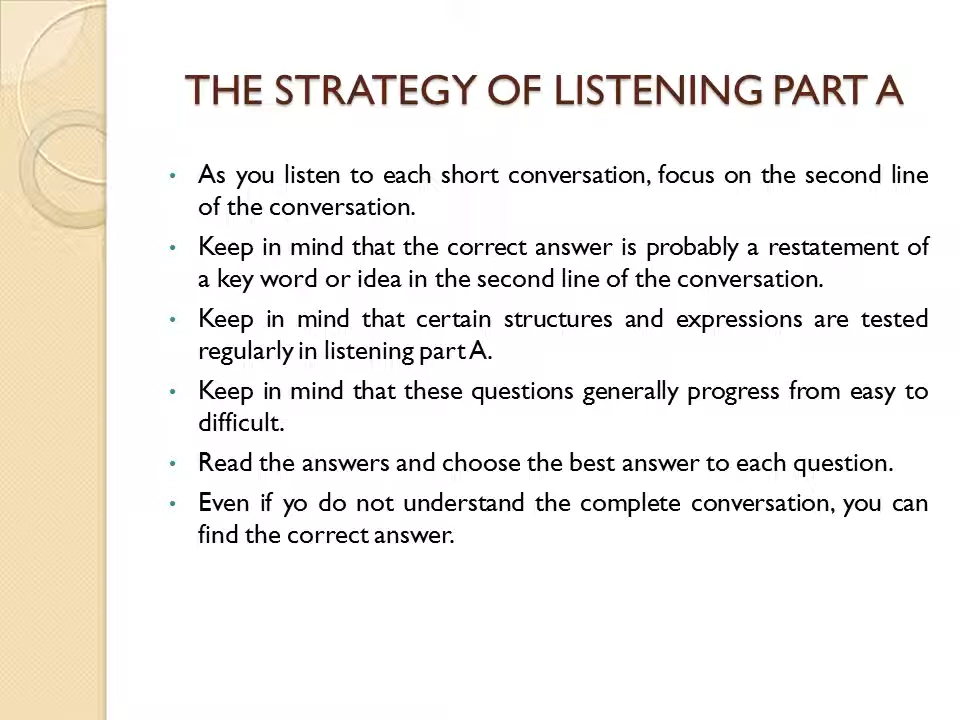 THE STRATEGY OF LISTENING PART A
• As you listen to each short conversation, focus on the second line
of the conversation.
• Keep in mind that the correct answer is probably a restatement of
a key word or idea in the second line of the conversation.
• Keep in mind that certain structures and expressions are tested
regularly in listening part A.
• Keep in mind that these questions generally progress from easy to
difficult.
• Read the answers and choose the best answer to each question.
• Even if yo do not understand the complete conversation, you can
find the correct answer.